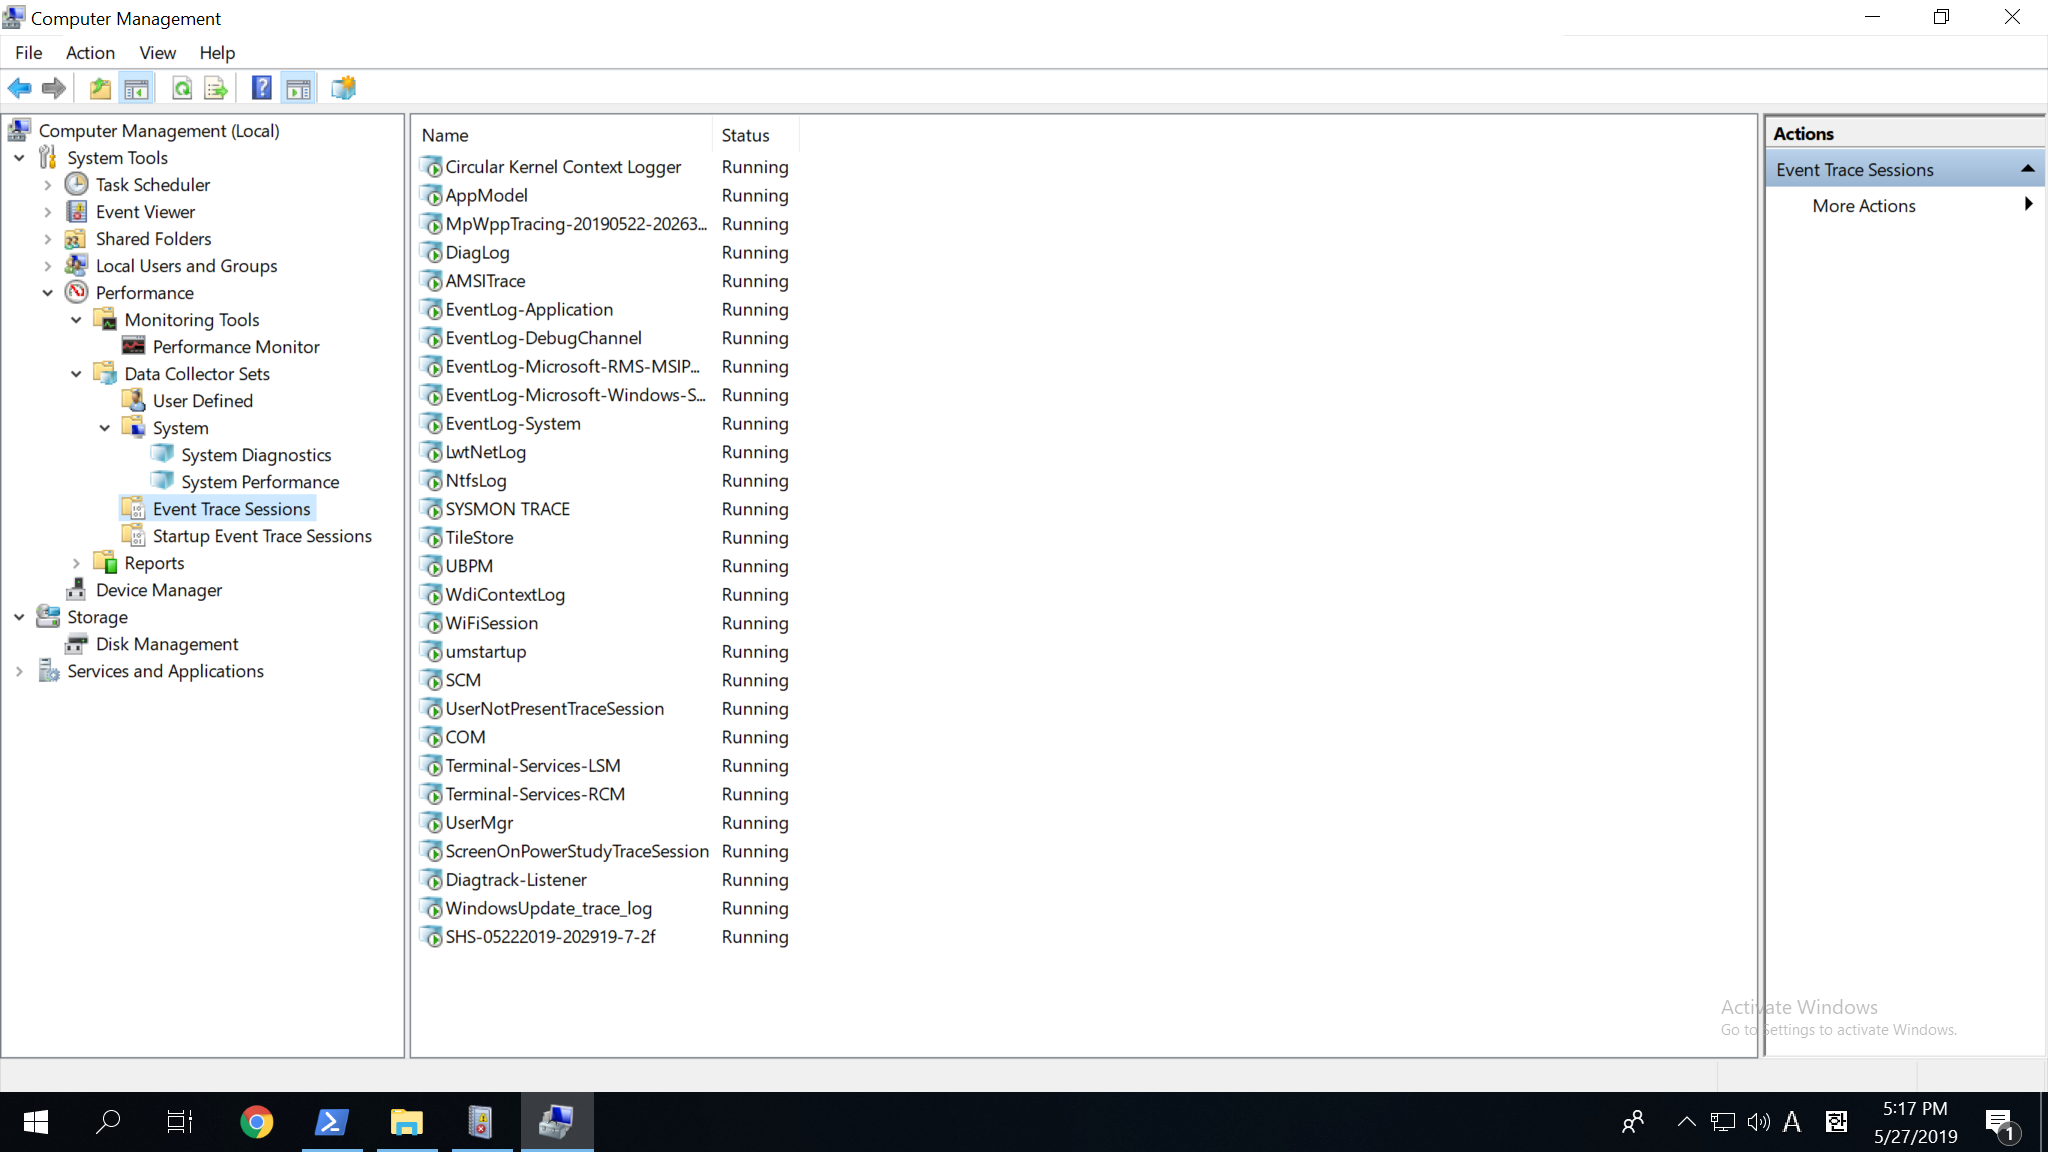 Computer Management
File Action View Help
Computer Management (Local)
System Tools
Task Scheduler
Event Viewer
Shared Folders
Local Users and Groups
Performance
Monitoring Tools
Performance Monitor
Data Collector Sets
User Defined
System
System Diagnostics
System Performance
Event Trace Sessions
Startup Event Trace Sessions
Reports
Device Manager
Storage
Disk Management
Services and Applications
Name Status
Circular Kernel Context Logger Running
AppModel Running
MpWppTracing-20190522-20263... Running
DiagLog Running
AMSITrace Running
EventLog-Application Running
EventLog-DebugChannel Running
EventLog-Microsoft-RMS-MSIP... Running
EventLog-Microsoft-Windows-S... Running
EventLog-System Running
LwtNetLog Running
NtfsLog Running
SYSMON TRACE Running
TileStore Running
UBPM Running
WdiContextLog Running
WiFiSession Running
umstartup Running
SCM Running
UserNotPresentTraceSession Running
COM Running
Terminal-Services-LSM Running
Terminal-Services-RCM Running
UserMgr Running
ScreenOnPowerStudyTraceSession Running
Diagtrack-Listener Running
WindowsUpdate_trace_log Running
SHS-05222019-202919-7-2f Running
Actions
Event Trace Sessions
More Actions
Activate Windows
Go to Settings to activate Windows.
A
5:17 PM
5/27/2019
1